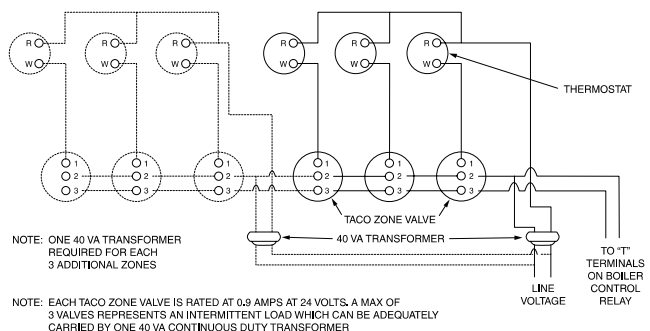 R R R R R R
W W W W W W
THERMOSTAT
1 1 1 1 1 1
2 2 2 2 2 2
3 3 3 3 3 3
TACO ZONE VALVE
NOTE: ONE 40 VA TRANSFORMER
REQUIRED FOR EACH
3 ADDITIONAL ZONES
40 VA TRANSFORMER
LINE
VOLTAGE
TO "T"
TERMINALS
ON BOILER
CONTROL
RELAY
NOTE: EACH TACO ZONE VALVE IS RATED AT 0.9 AMPS AT 24 VOLTS. A MAX OF
3 VALVES REPRESENTS AN INTERMITTENT LOAD WHICH CAN BE ADEQUATELY
CARRIED BY ONE 40 VA CONTINUOUS DUTY TRANSFORMER